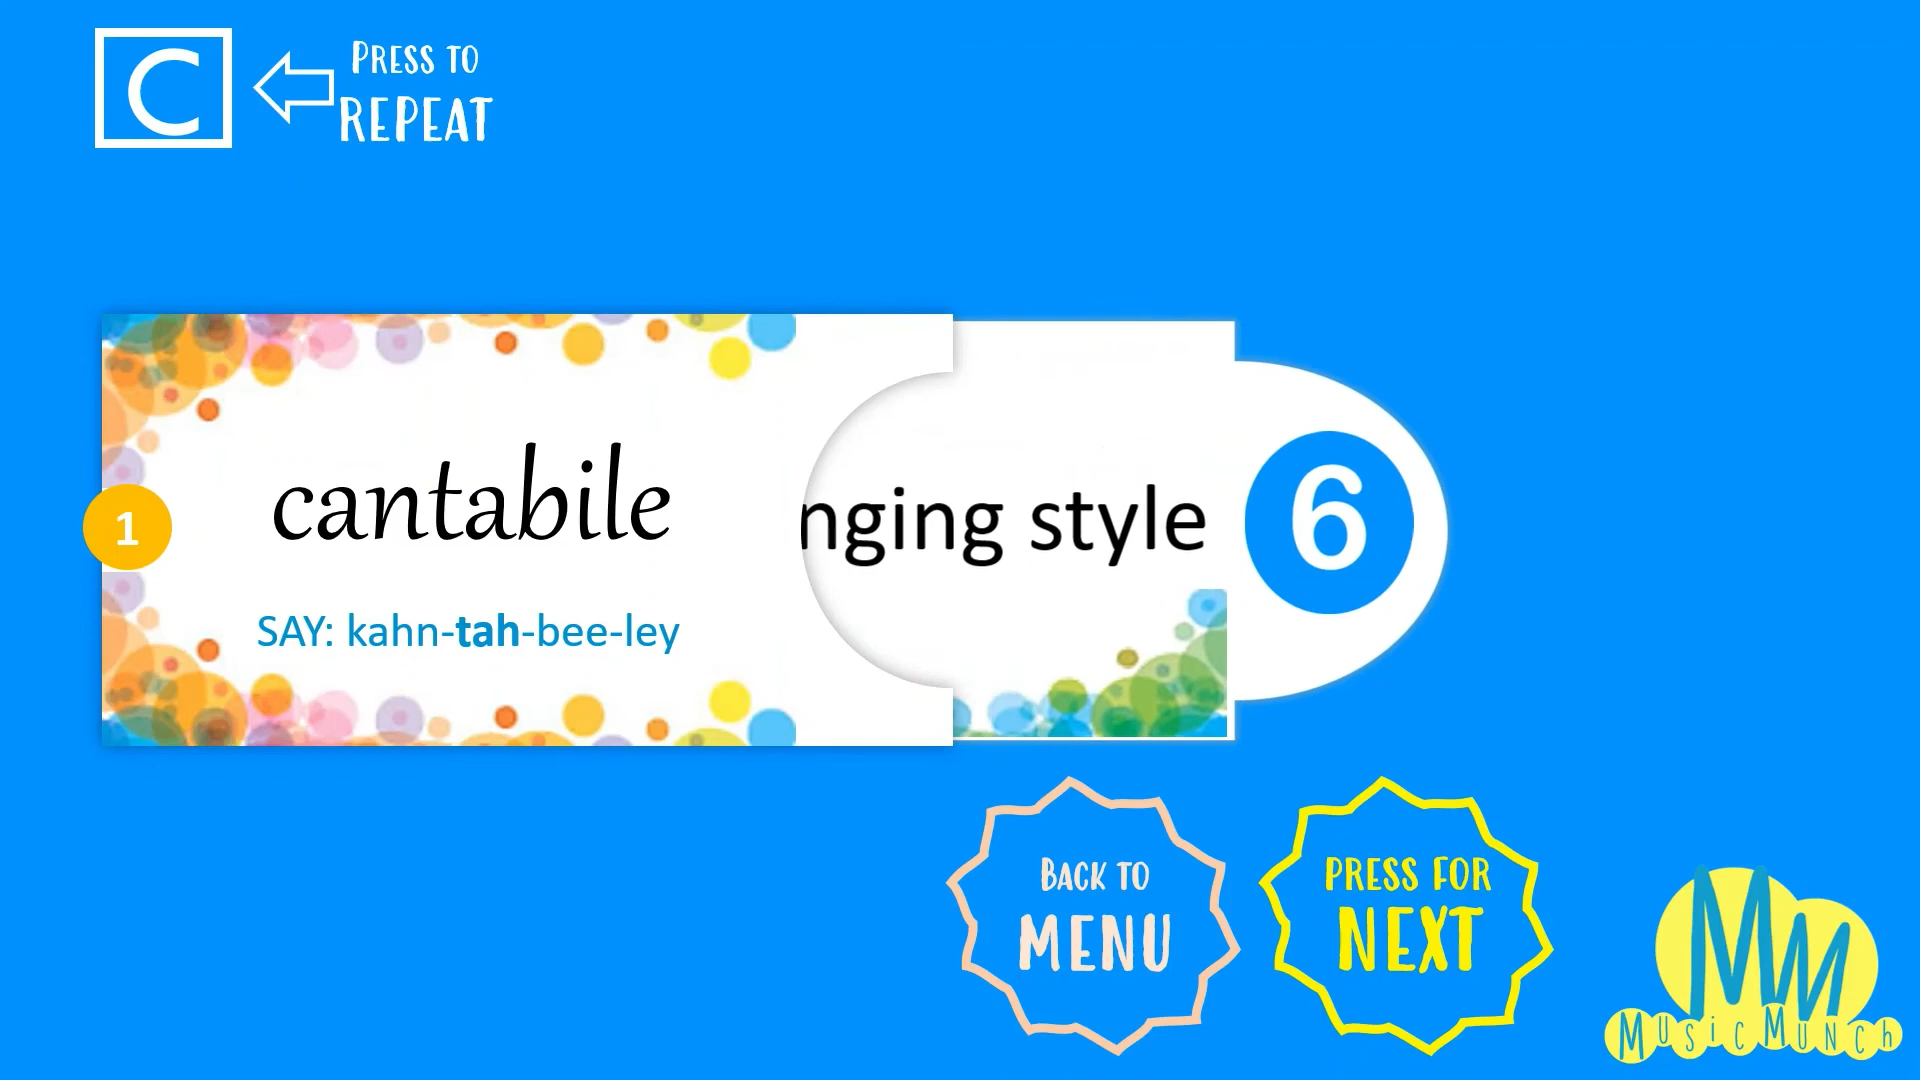 C
PRESS TO
REPEAT
1
cantabile
SAY: kahn-tah-bee-ley
nging style
6
BACK TO
MENU
PRESS FOR
NEXT
Mm
MUSiCMUNCh